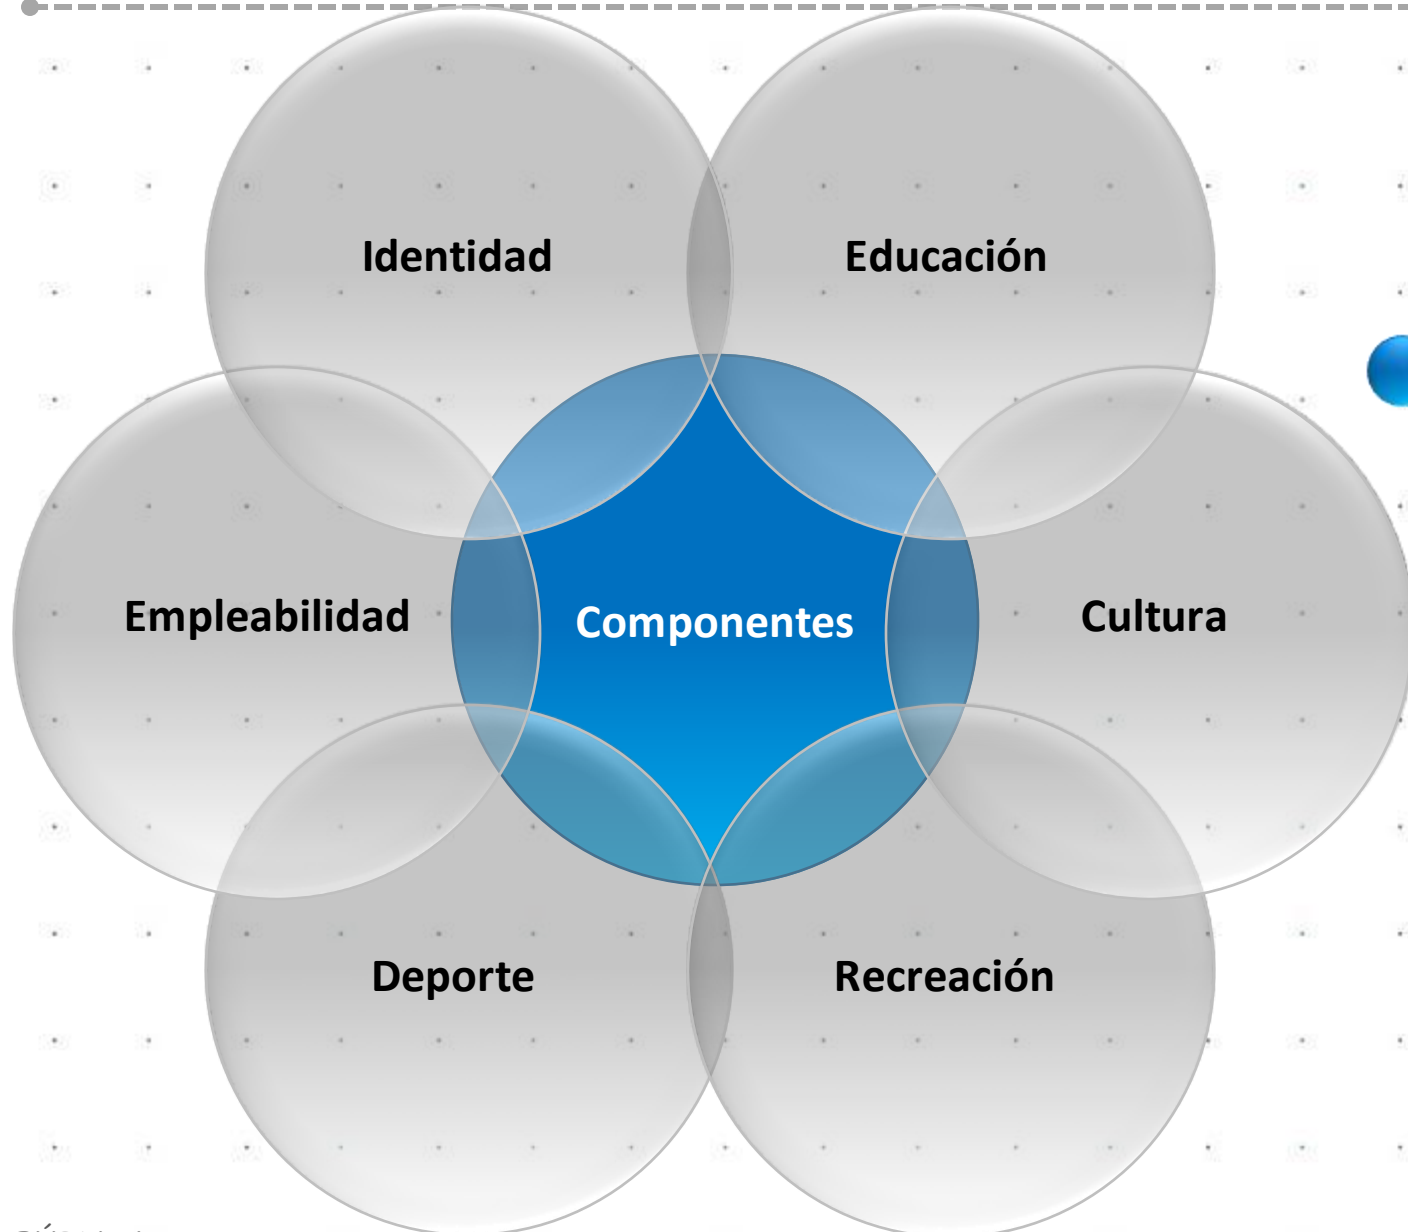 Identidad
Educación
Empleabilidad
Componentes
Cultura
Deporte
Recreación